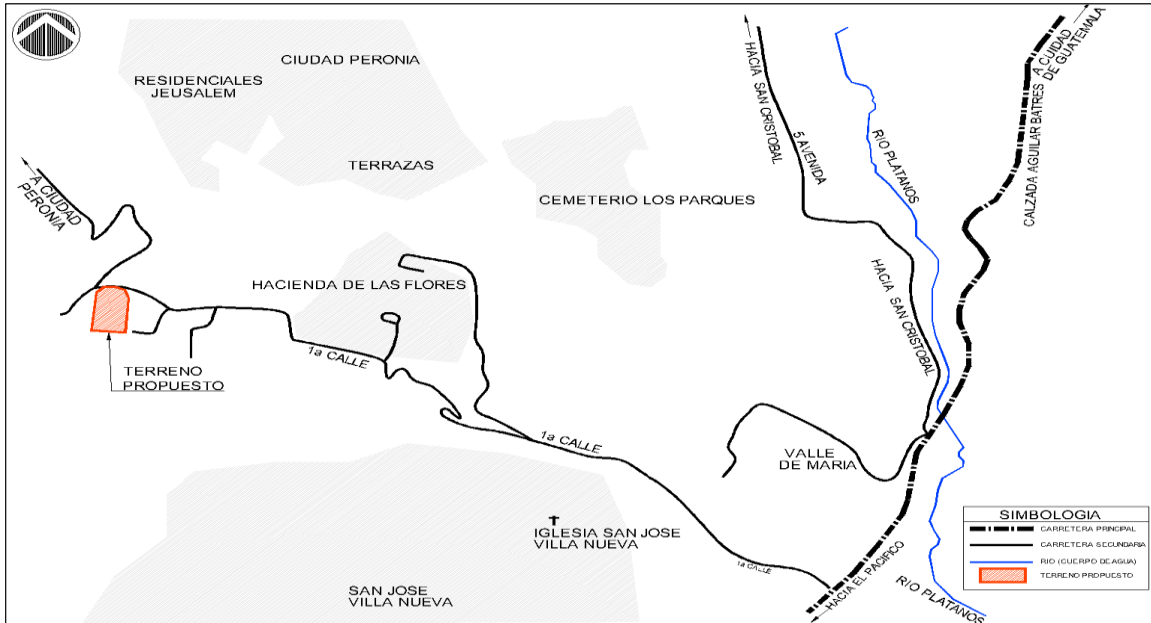 CIUDAD PERONIA
RESIDENCIALES
JEUSALEM
TERRAZAS
CEMETERIO LOS PARQUES
A CIUDAD
PERONIA
HACIENDA DE LAS FLORES
TERRENO
PROPUESTO
1a CALLE
1a CALLE
1a CALLE
IGLESIA SAN JOSE
VILLA NUEVA
SAN JOSE
VILLA NUEVA
VALLE
DE MARIA
HACIA SAN CRISTOBAL
5 AVENIDA
HACIA SAN CRISTOBAL
RIO PLATANOS
CALZADA AGUILAR BATRES
A CUIDAD
DE GUATEMALA
HACIA EL PACIFICO
RIO PLATANOS
SIMBOLOGIA
CARRETERA PRINCIPAL
CARRETERA SECUNDARIA
RIO (CUERPO DE AGUA)
TERRENO PROPUESTO